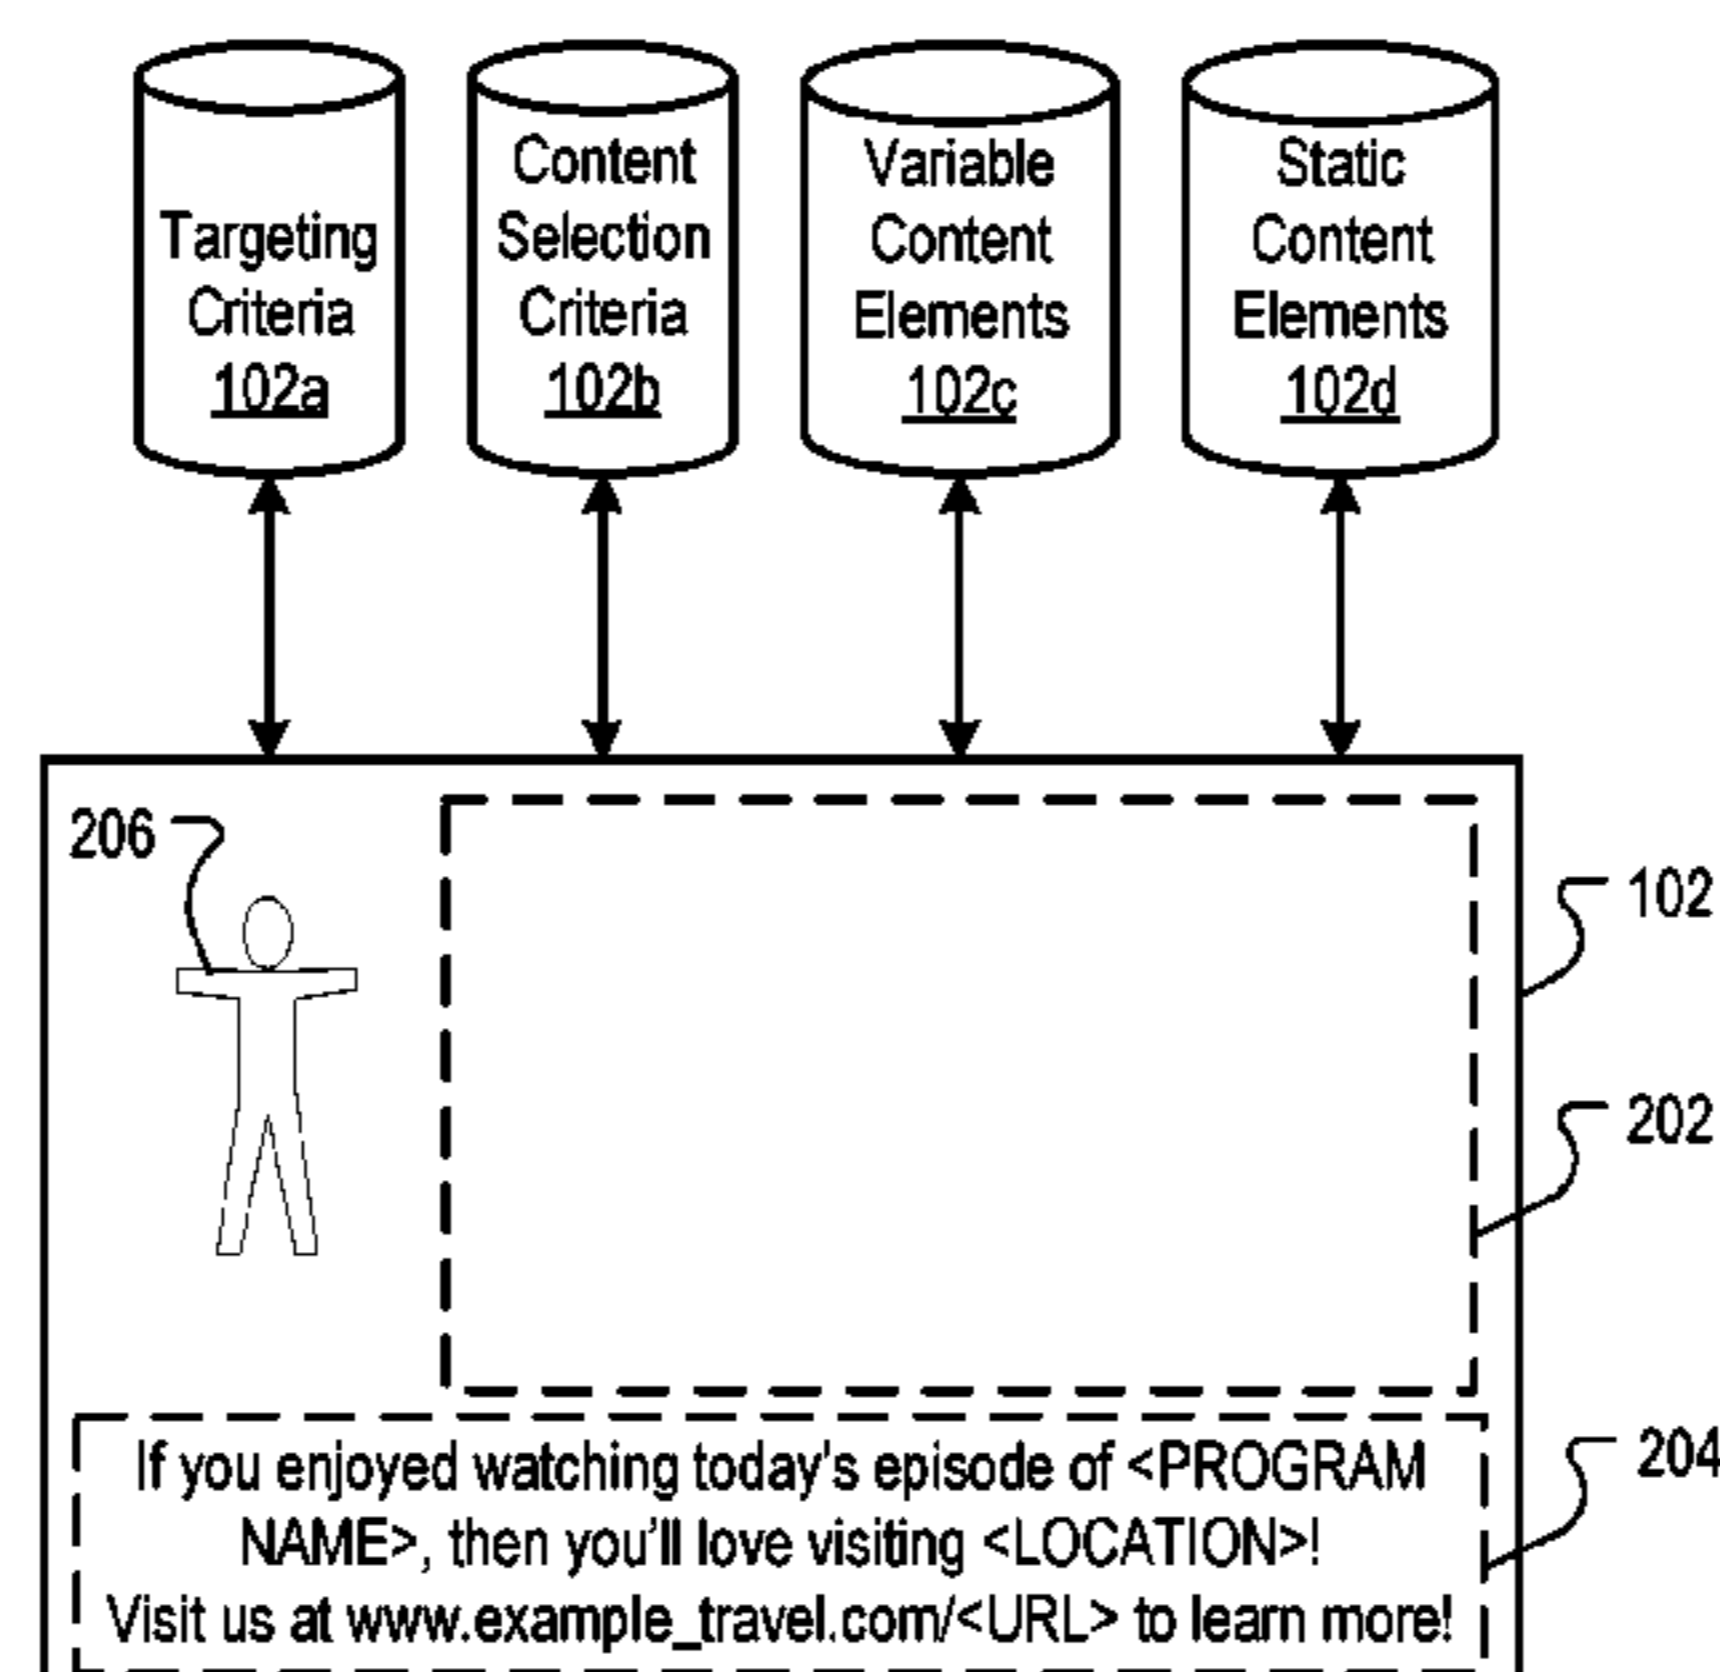 Targeting
Criteria
102a
Content
Selection
Criteria
102b
Variable
Content
Elements
102c
Static
Content
Elements
102d
206
102
202
204
If you enjoyed watching today's episode of <PROGRAM
NAME>, then you'll love visiting <LOCATION>!
Visit us at www.example_travel.com/<URL> to learn more!